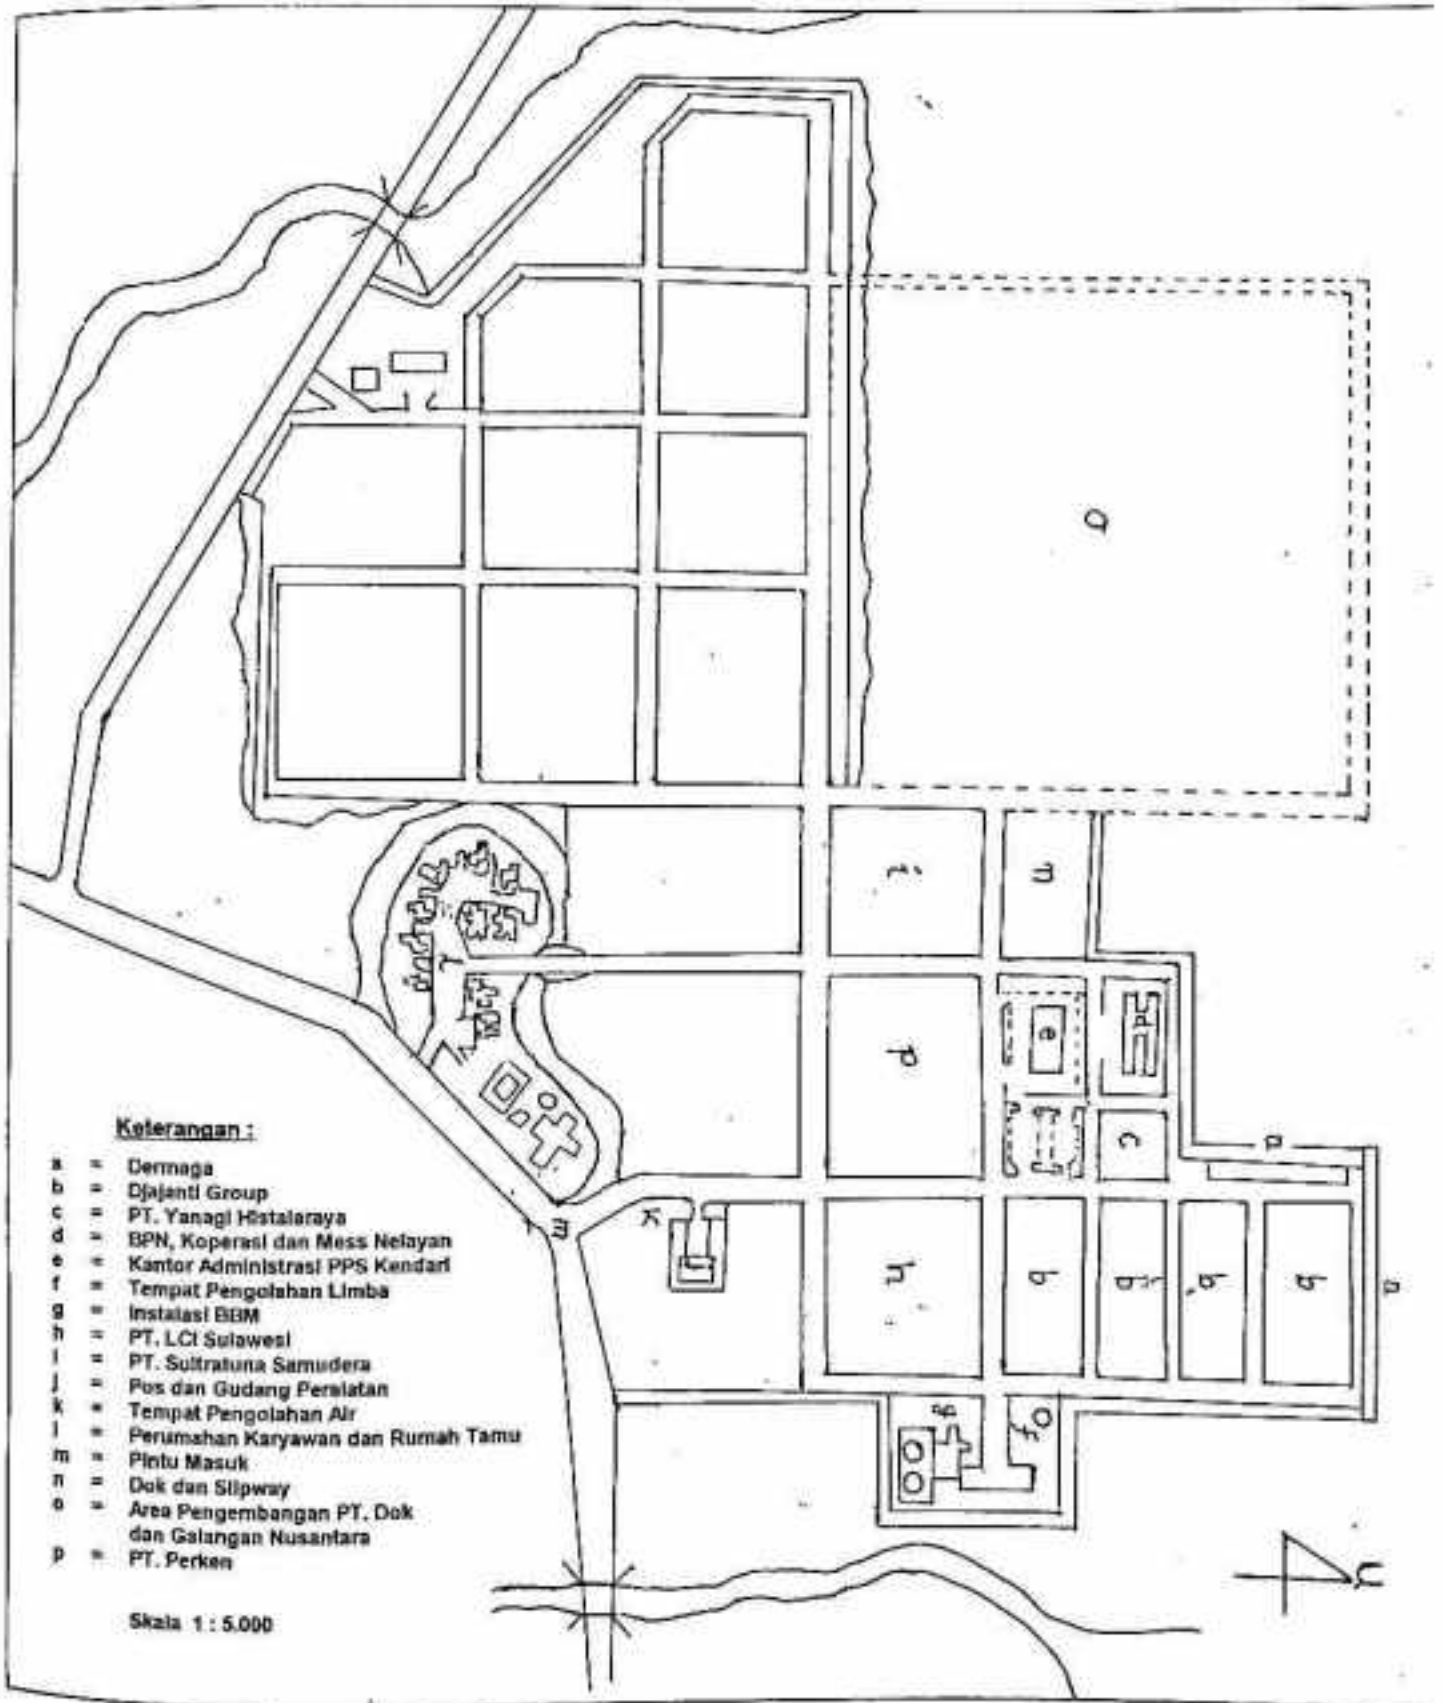 σ
i
n
d
e
p
c
a
l
Keterangan :
a = Dermaga
b = Djajanti Group
c = PT. Yanagi Histalaraya
d = BPN, Koperasi dan Mess Nelayan
e = Kantor Administrasi PPS Kendari
f = Tempat Pengolahan Limba
g = Instalasi BBM
h = PT. LCI Sulawesi
i = PT. Sultratuna Samudera
j = Pos dan Gudang Peralatan
k = Tempat Pengolahan Air
l = Perumahan Karyawan dan Rumah Tamu
m = Pintu Masuk
n = Dok dan Slipway
o = Area Pengembangan PT. Dok
dan Galangan Nusantara
p = PT. Perken
Skala 1 : 5.000
m
k
j
h
b
b
b
b
a
g
f
u